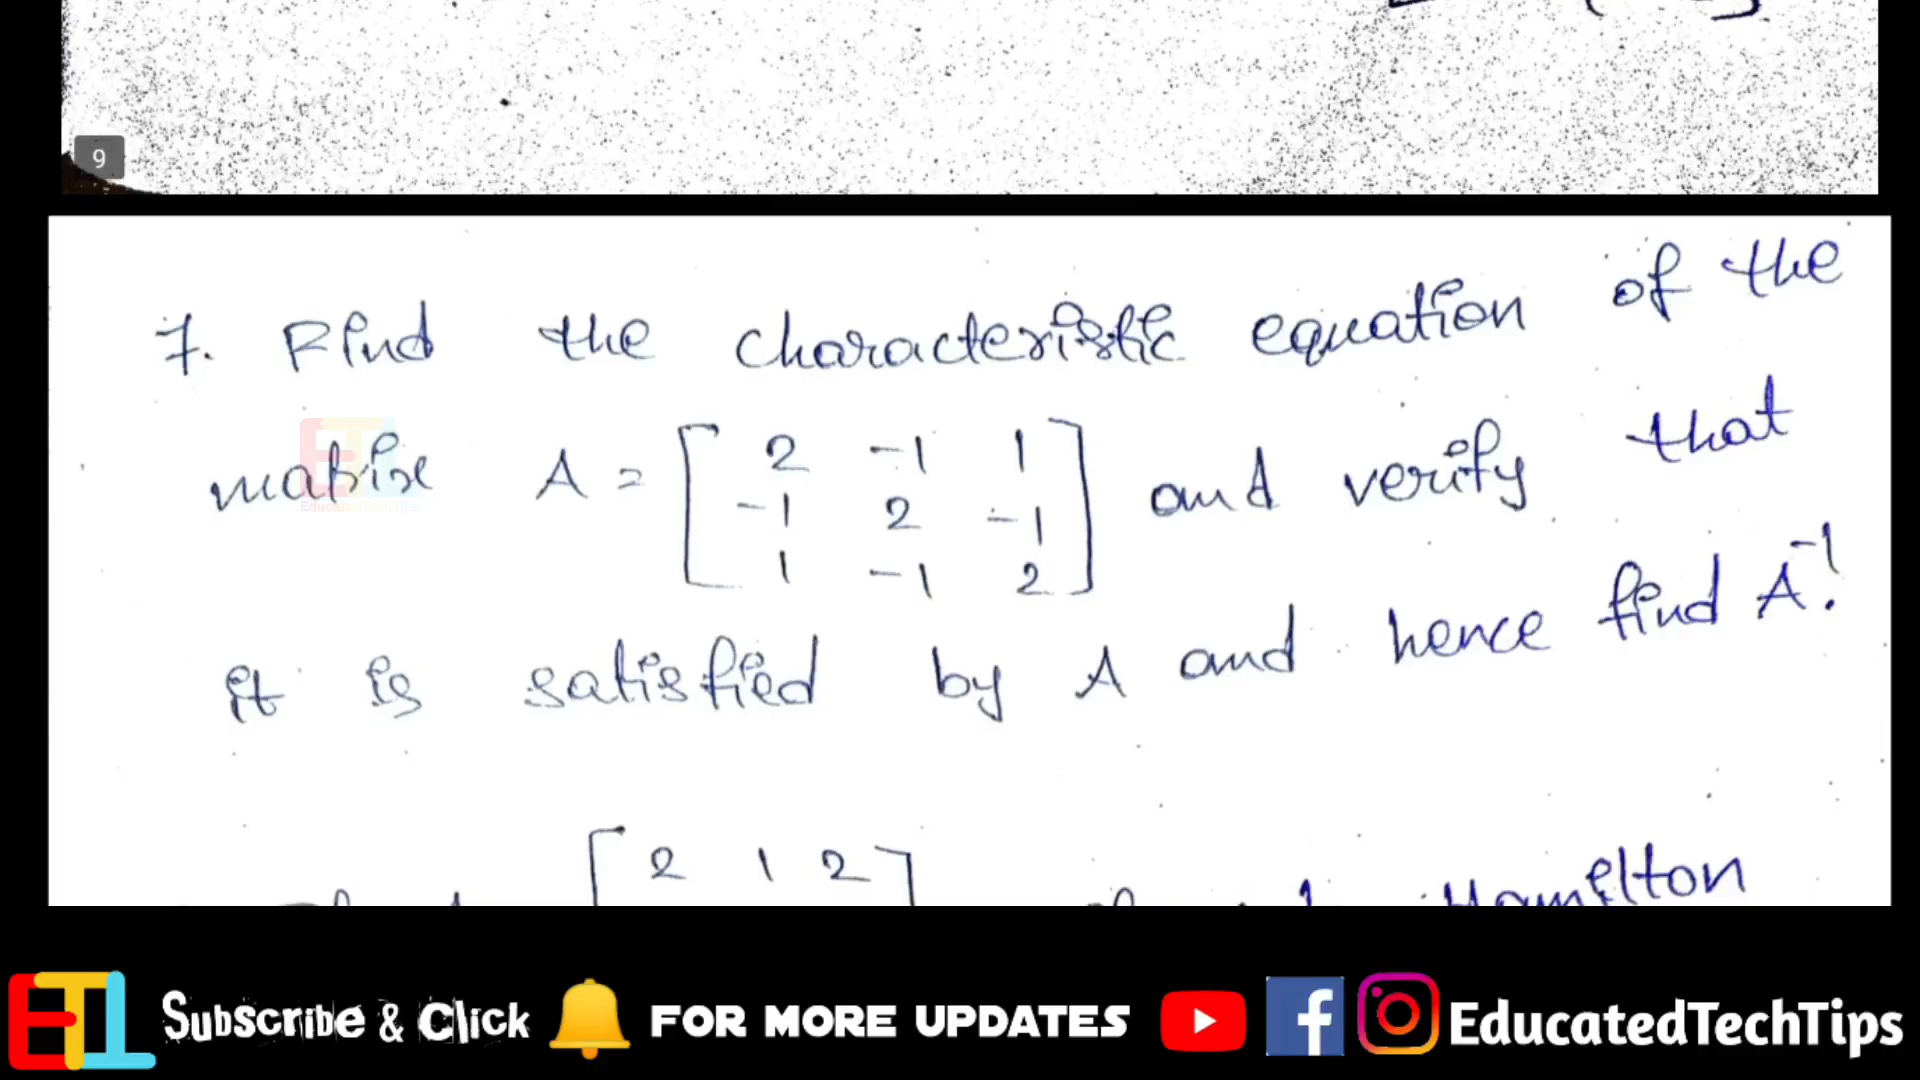 9
7. Find the characteristic equation of the
matrix A = [ 2 -1 1 and verify that
-1 2 -1
1 -1 2 ]
it is satisfied by A and hence find A⁻¹.
[ 2 1 2 ] Hamilton
ETT
EducatedTechTips
Subscribe & Click FOR MORE UPDATES f EducatedTechTips